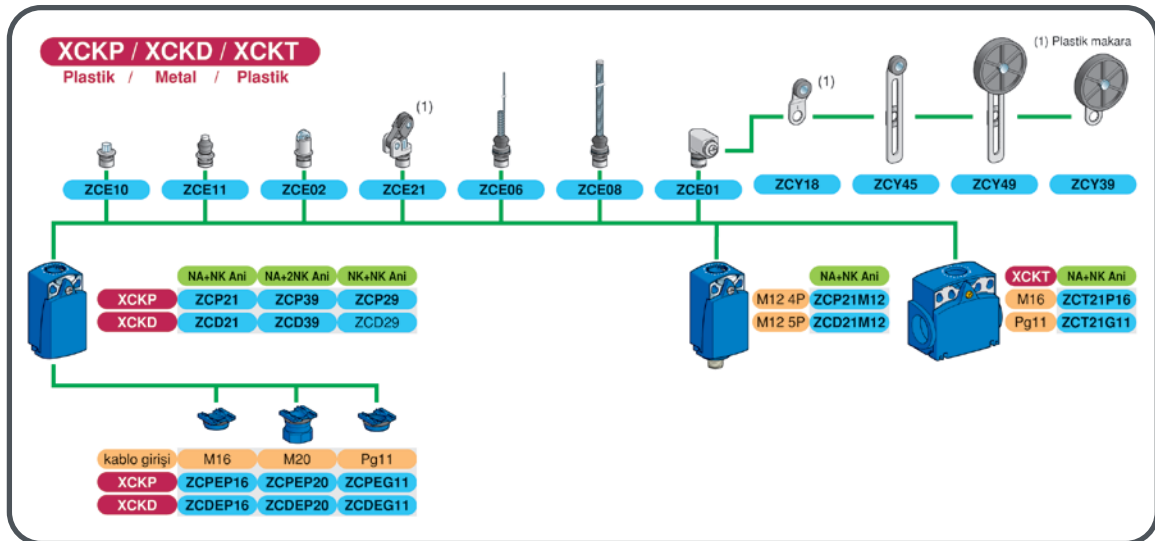 XCKP / XCKD / XCKT
Plastik / Metal / Plastik
(1) Plastik makara
(1)
(1)
ZCE10 ZCE11 ZCE02 ZCE21 ZCE06 ZCE08 ZCE01 ZCY18 ZCY45 ZCY49 ZCY39
NA+NK Ani NA+2NK Ani NK+NK Ani
XCKP ZCP21 ZCP39 ZCP29
XCKD ZCD21 ZCD39 ZCD29
NA+NK Ani
M12 4P ZCP21M12
M12 5P ZCD21M12
XCKT NA+NK Ani
M16 ZCT21P16
Pg11 ZCT21G11
kablo girişi M16 M20 Pg11
XCKP ZCPEP16 ZCPEP20 ZCPEG11
XCKD ZCDEP16 ZCDEP20 ZCDEG11